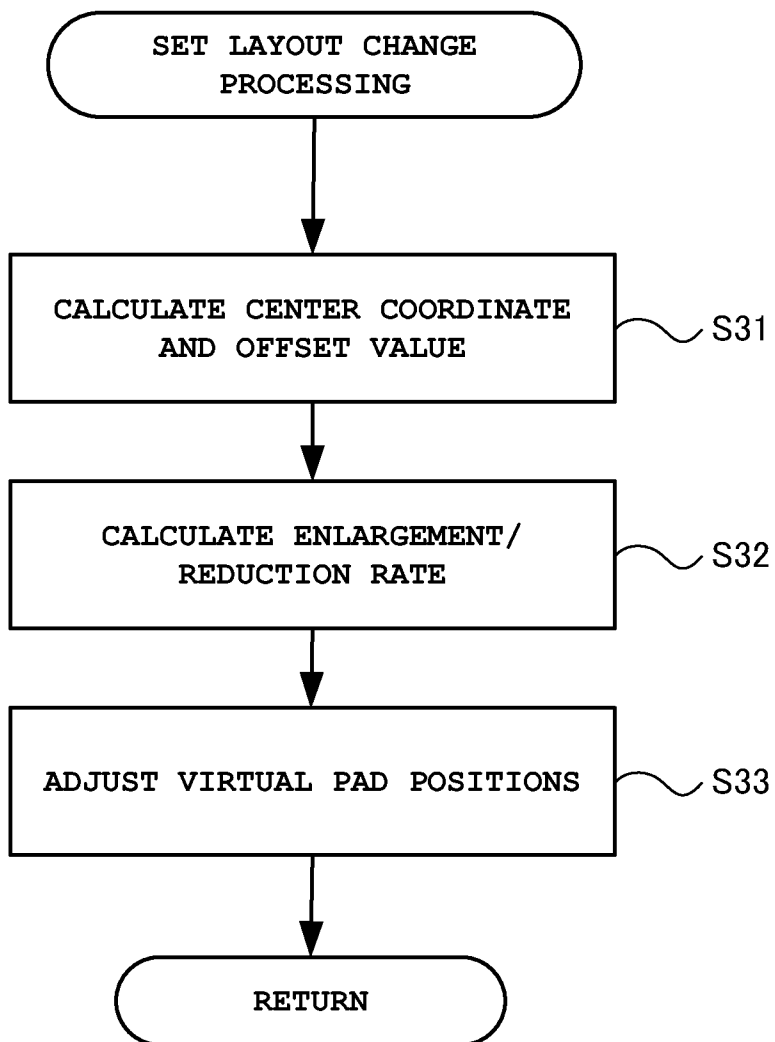 SET LAYOUT CHANGE
PROCESSING
CALCULATE CENTER COORDINATE
AND OFFSET VALUE
S31
CALCULATE ENLARGEMENT/
REDUCTION RATE
S32
ADJUST VIRTUAL PAD POSITIONS
S33
RETURN